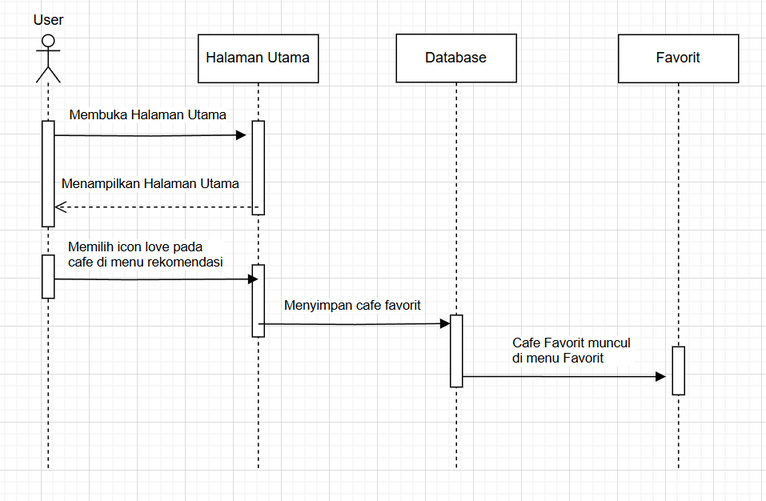 User
Halaman Utama
Database
Favorit
Membuka Halaman Utama
Menampilkan Halaman Utama
Memilih icon love pada
cafe di menu rekomendasi
Menyimpan cafe favorit
Cafe Favorit muncul
di menu Favorit